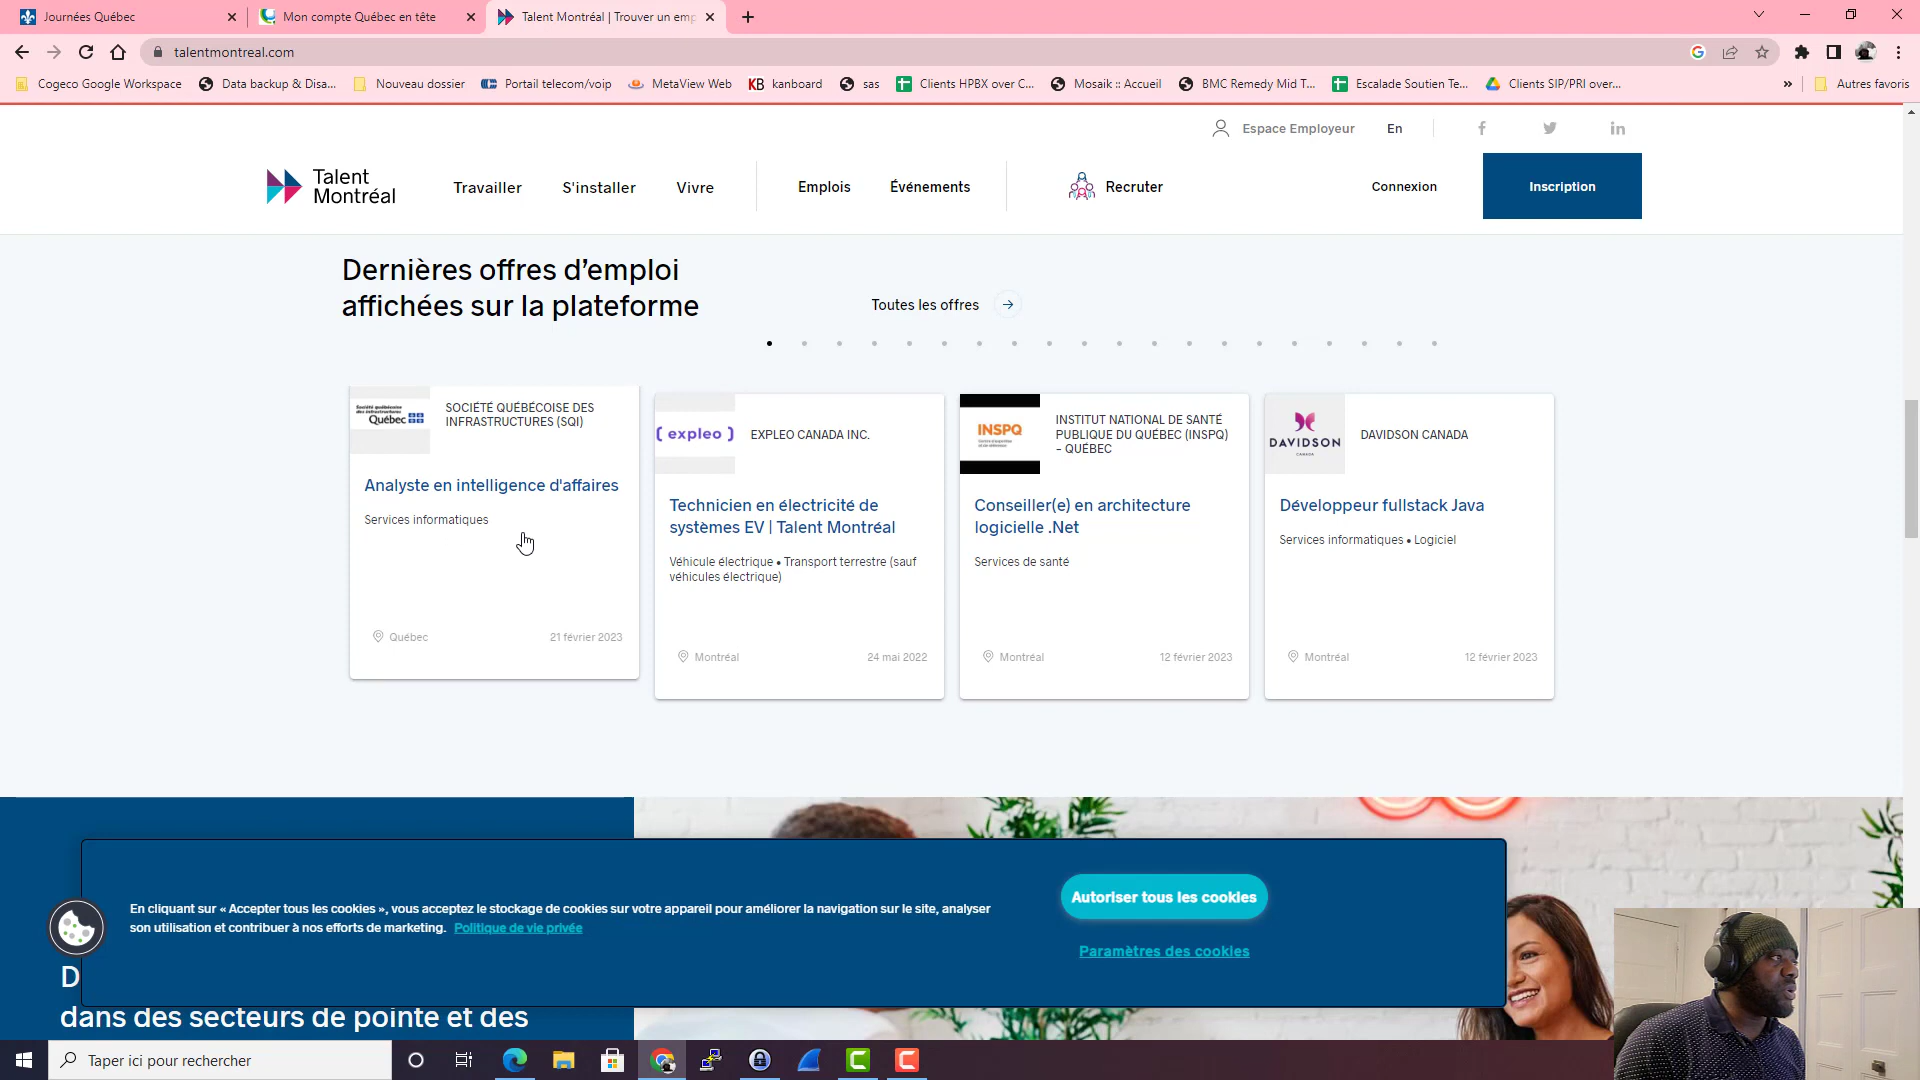 Journées Québec
Mon compte Québec en tête
Talent Montréal | Trouver un emp
talentmontreal.com
Cogeco Google Workspace
Data backup & Disa...
Nouveau dossier
Portail telecom/voip
MetaView Web
KB kanboard
sas
Clients HPBX over C...
Mosaik :: Accueil
BMC Remedy Mid T...
Escalade Soutien Te...
Clients SIP/PRI over...
»
Autres favoris
Espace Employeur
En
Talent
Montréal
Travailler
S'installer
Vivre
Emplois
Événements
Recruter
Connexion
Inscription
Dernières offres d’emploi
affichées sur la plateforme
Toutes les offres
Société québécoise
des infrastructures
Québec
SOCIÉTÉ QUÉBÉCOISE DES
INFRASTRUCTURES (SQI)
Analyste en intelligence d'affaires
Services informatiques
Québec
21 février 2023
( expleo )
EXPLEO CANADA INC.
Technicien en électricité de
systèmes EV | Talent Montréal
Véhicule électrique • Transport terrestre (sauf
véhicules électrique)
Montréal
24 mai 2022
INSPQ
INSTITUT NATIONAL DE SANTÉ
PUBLIQUE DU QUÉBEC (INSPQ)
– QUÉBEC
Conseiller(e) en architecture
logicielle .Net
Services de santé
Montréal
12 février 2023
DAVIDSON
CANADA
DAVIDSON CANADA
Développeur fullstack Java
Services informatiques • Logiciel
Montréal
12 février 2023
En cliquant sur « Accepter tous les cookies », vous acceptez le stockage de cookies sur votre appareil pour améliorer la navigation sur le site, analyser
son utilisation et contribuer à nos efforts de marketing. Politique de vie privée
Autoriser tous les cookies
Paramètres des cookies
D
dans des secteurs de pointe et des
Taper ici pour rechercher